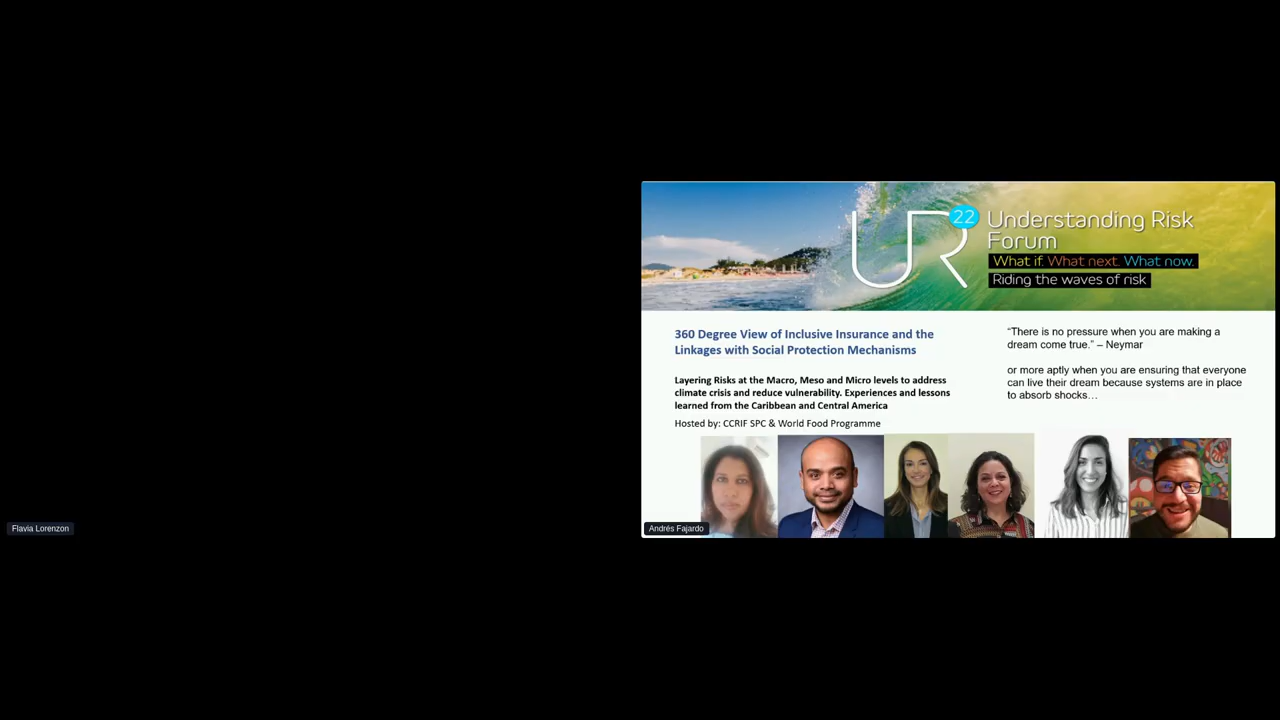 UR
22
Understanding Risk
Forum
What if. What next. What now.
Riding the waves of risk
360 Degree View of Inclusive Insurance and the
Linkages with Social Protection Mechanisms
Layering Risks at the Macro, Meso and Micro levels to address
climate crisis and reduce vulnerability. Experiences and lessons
learned from the Caribbean and Central America
Hosted by: CCRIF SPC & World Food Programme
“There is no pressure when you are making a
dream come true.” – Neymar
or more aptly when you are ensuring that everyone
can live their dream because systems are in place
to absorb shocks…
Flavia Lorenzon
Andrés Fajardo